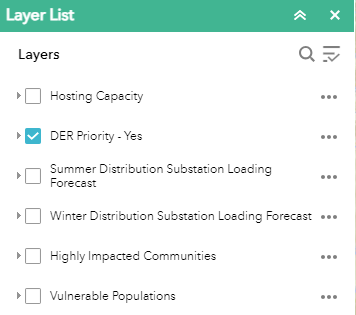 Layer List
Layers
Hosting Capacity
DER Priority - Yes
Summer Distribution Substation Loading
Forecast
Winter Distribution Substation Loading Forecast
Highly Impacted Communities
Vulnerable Populations